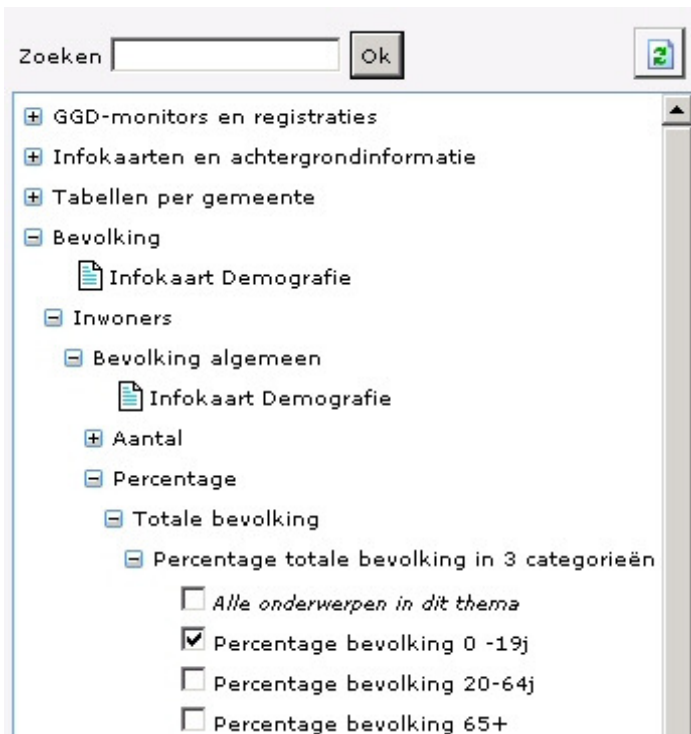 Zoeken Ok
GGD-monitors en registraties
Infokaarten en achtergrondinformatie
Tabellen per gemeente
Bevolking
Infokaart Demografie
Inwoners
Bevolking algemeen
Infokaart Demografie
Aantal
Percentage
Totale bevolking
Percentage totale bevolking in 3 categorieën
Alle onderwerpen in dit thema
Percentage bevolking 0 -19j
Percentage bevolking 20-64j
Percentage bevolking 65+